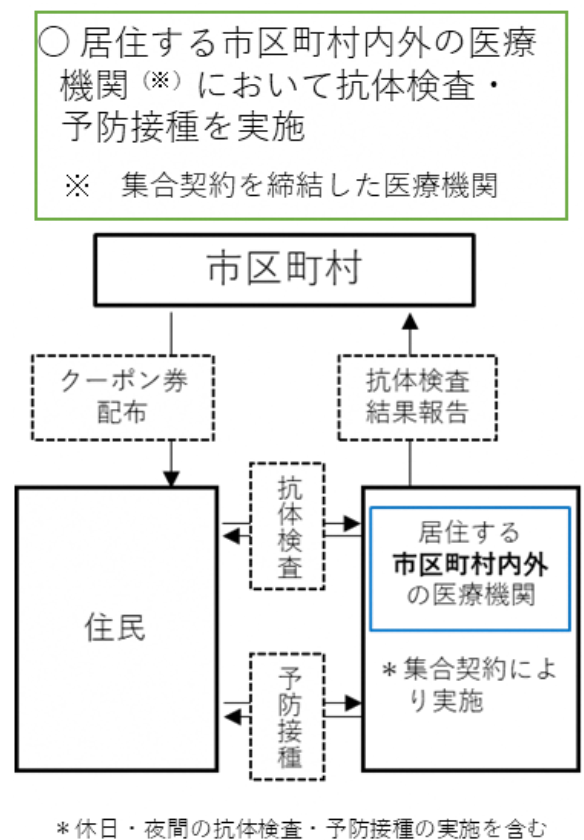 ○ 居住する市区町村内外の医療
機関（※）において抗体検査・
予防接種を実施
※　集合契約を締結した医療機関
市区町村
クーポン券
配布
抗体検査
結果報告
抗体検査
住民
居住する
市区町村内外
の医療機関
＊集合契約によ
り実施
予防接種
＊休日・夜間の抗体検査・予防接種の実施を含む